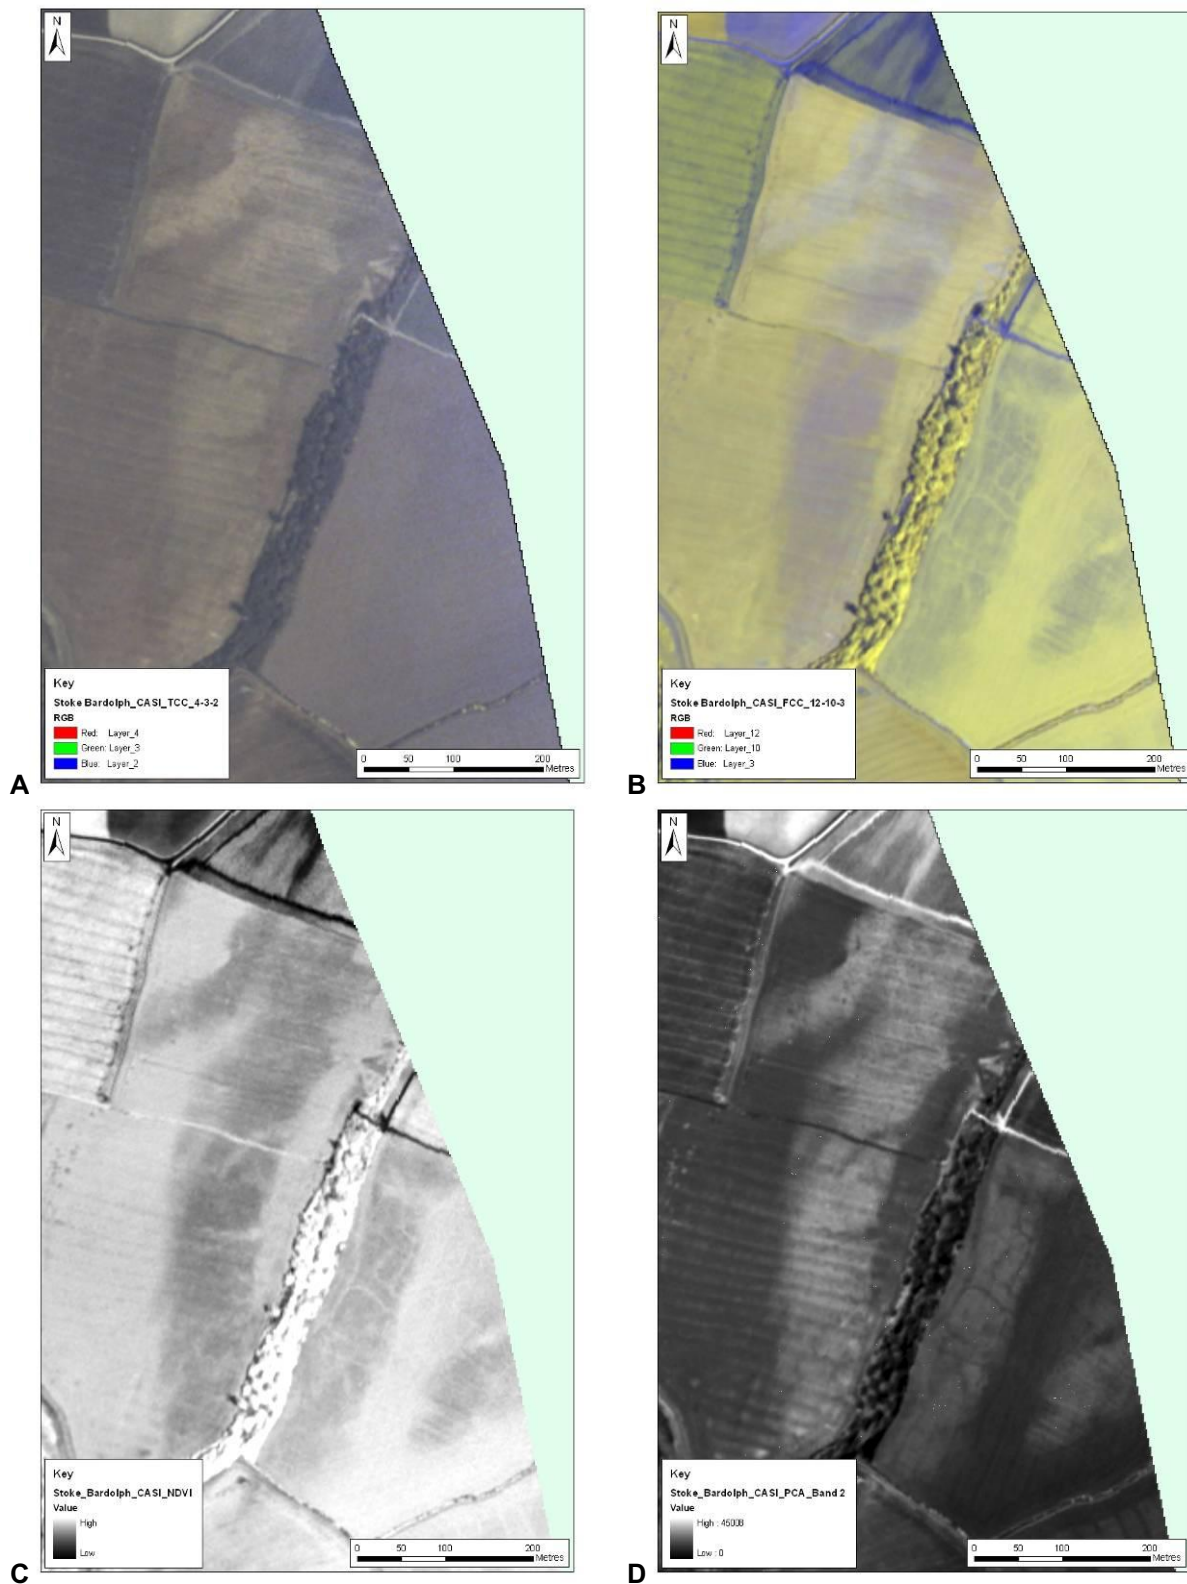 N
Key
Stoke Bardolph_CASI_TCC_4-3-2
RGB
Red: Layer_4
Green: Layer_3
Blue: Layer_2
0 50 100 200
Metres
A
N
Key
Stoke Bardolph_CASI_FCC_12-10-3
RGB
Red: Layer_12
Green: Layer_10
Blue: Layer_3
0 50 100 200
Metres
B
N
Key
Stoke_Bardolph_CASI_NDVI
Value
High
Low
0 50 100 200
Metres
C
N
Key
Stoke_Bardolph_CASI_PCA_Band 2
Value
High : 45008
Low : 0
0 50 100 200
Metres
D